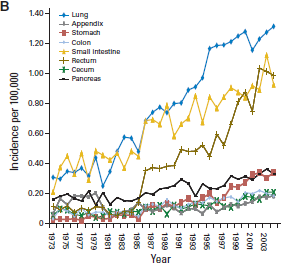 B
1.40
1.20
1.00
0.80
0.60
0.40
0.20
0
Incidence per 100,000
Lung
Appendix
Stomach
Colon
Small intestine
Rectum
Cecum
Pancreas
1973
1975
1977
1979
1981
1983
1985
1987
1989
1991
1993
1995
1997
1999
2001
2003
Year